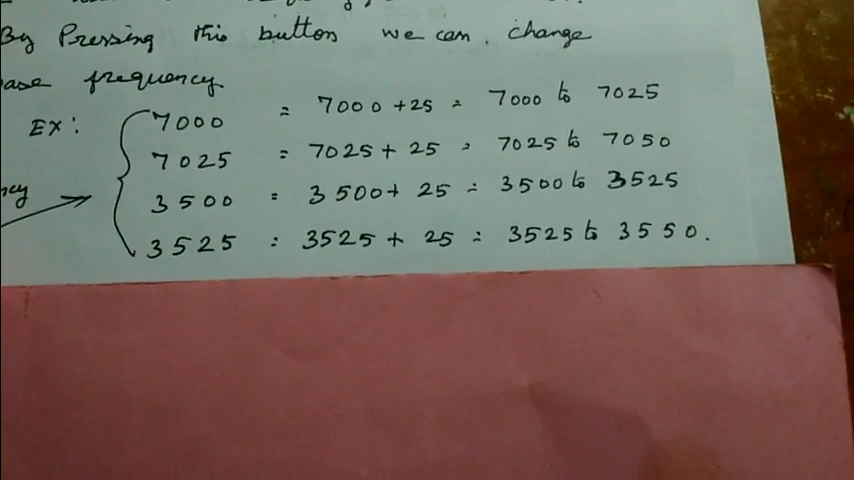 By Pressing this button we can. change
ase frequency
Ex: 7000 = 7000 +25 = 7000 to 7025
7025 = 7025 + 25 = 7025 to 7050
3500 = 3500+ 25 = 3500 to 3525
3525 = 3525 + 25 = 3525 to 3550.